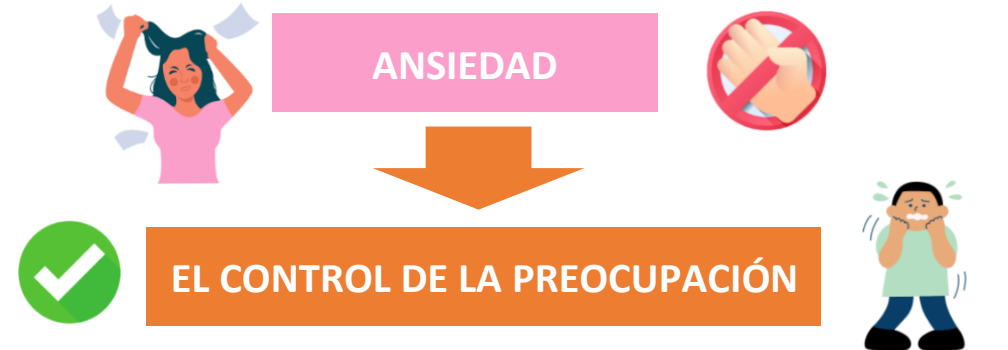 ANSIEDAD
EL CONTROL DE LA PREOCUPACIÓN